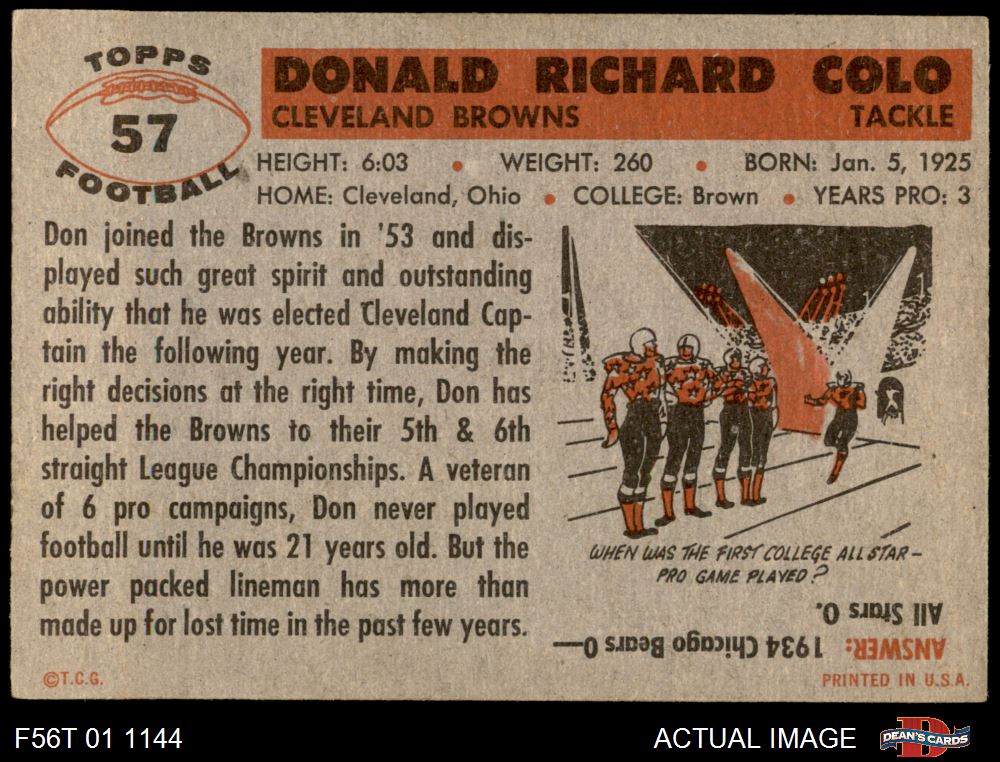 TOPPS
57
FOOTBALL
DONALD RICHARD COLO
CLEVELAND BROWNS TACKLE
HEIGHT: 6:03 • WEIGHT: 260 • BORN: Jan. 5, 1925
HOME: Cleveland, Ohio • COLLEGE: Brown • YEARS PRO: 3
Don joined the Browns in '53 and dis-
played such great spirit and outstanding
ability that he was elected Cleveland Cap-
tain the following year. By making the
right decisions at the right time, Don has
helped the Browns to their 5th & 6th
straight League Championships. A veteran
of 6 pro campaigns, Don never played
football until he was 21 years old. But the
power packed lineman has more than
made up for lost time in the past few years.
WHEN WAS THE FIRST COLLEGE ALL STAR-
PRO GAME PLAYED?
ANSWER: 1934 Chicago Bears 0—
All Stars 0.
©T.C.G.
PRINTED IN U.S.A.
F56T 01 1144
ACTUAL IMAGE
D
DEAN'S CARDS